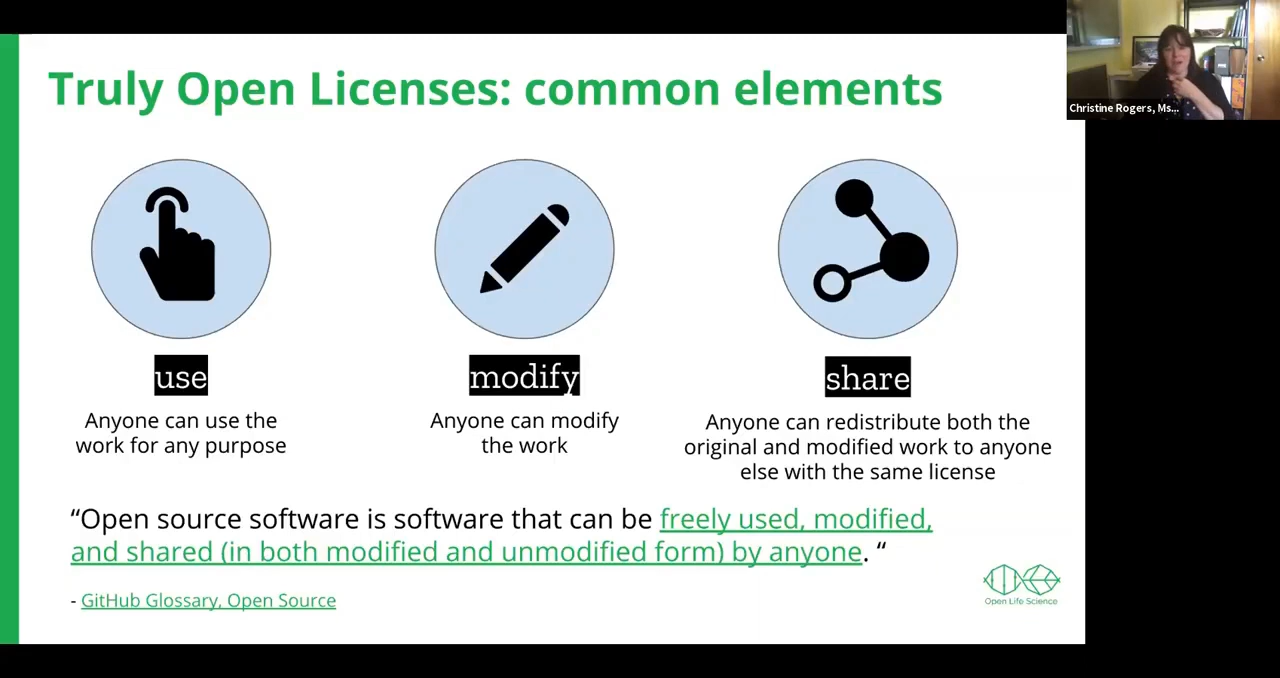 Truly Open Licenses: common elements
Christine Rogers, Ms...
use
Anyone can use the
work for any purpose
modify
Anyone can modify
the work
share
Anyone can redistribute both the
original and modified work to anyone
else with the same license
“Open source software is software that can be freely used, modified,
and shared (in both modified and unmodified form) by anyone. “
- GitHub Glossary, Open Source
Open Life Science